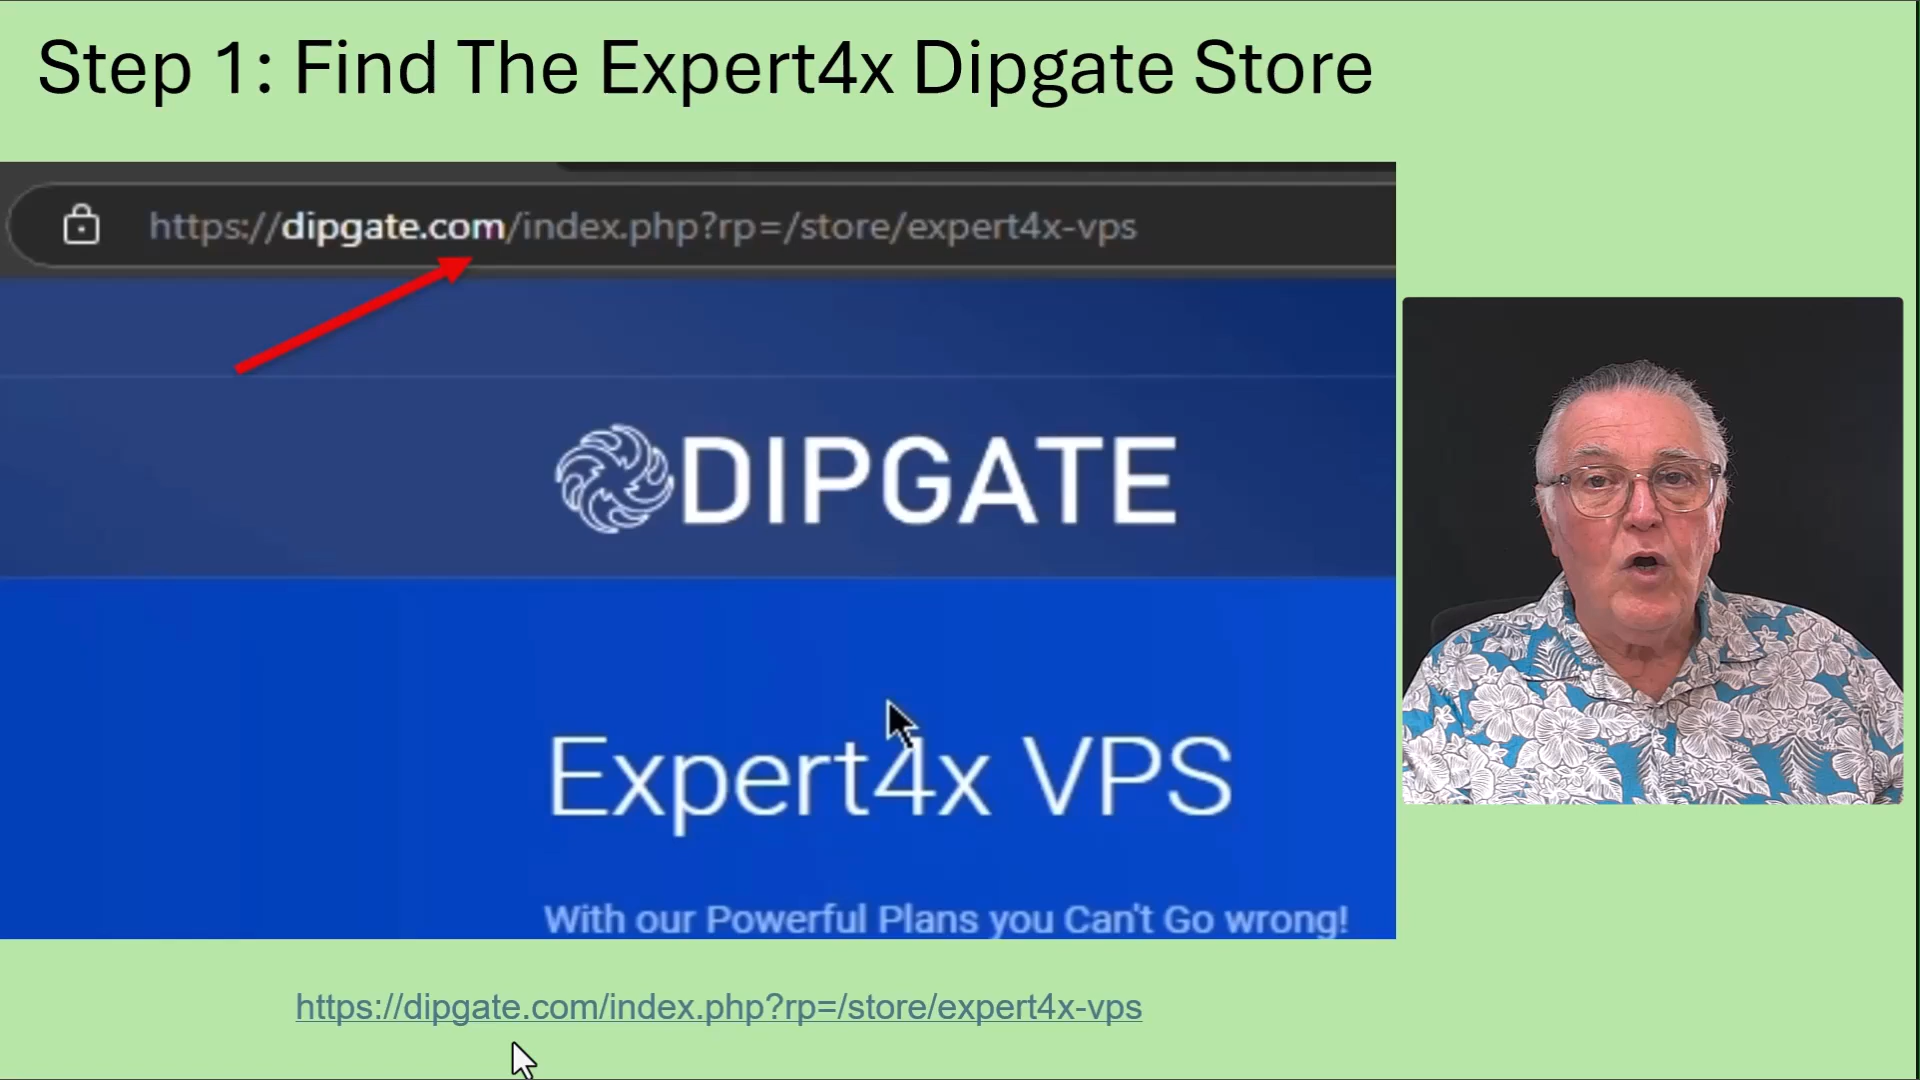 Step 1: Find The Expert4x Dipgate Store
https://dipgate.com/index.php?rp=/store/expert4x-vps
DIPGATE
Expert4x VPS
With our Powerful Plans you Can't Go wrong!
https://dipgate.com/index.php?rp=/store/expert4x-vps